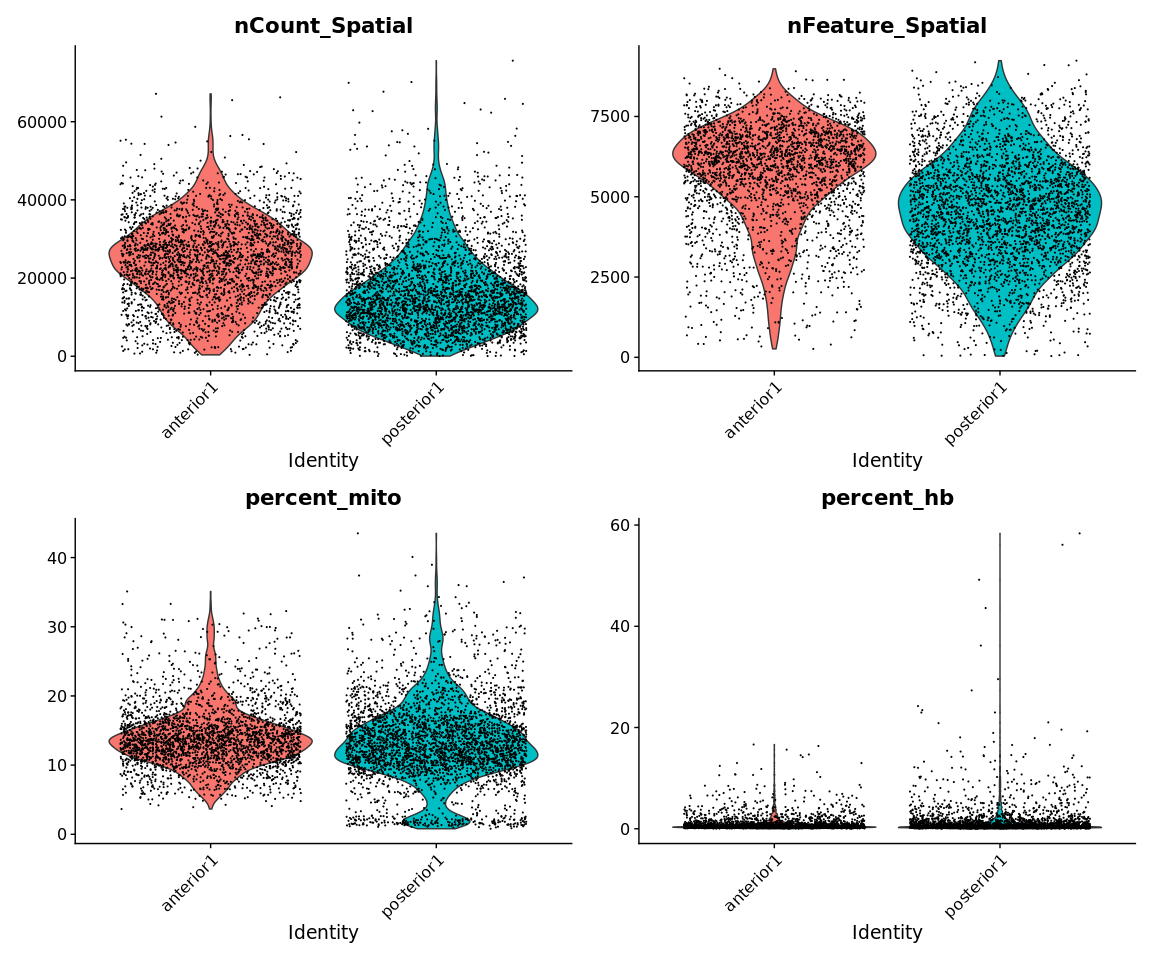 nCount_Spatial
60000
40000
20000
0
anterior1
posterior1
Identity
nFeature_Spatial
7500
5000
2500
0
anterior1
posterior1
Identity
percent_mito
40
30
20
10
0
anterior1
posterior1
Identity
percent_hb
60
40
20
0
anterior1
posterior1
Identity